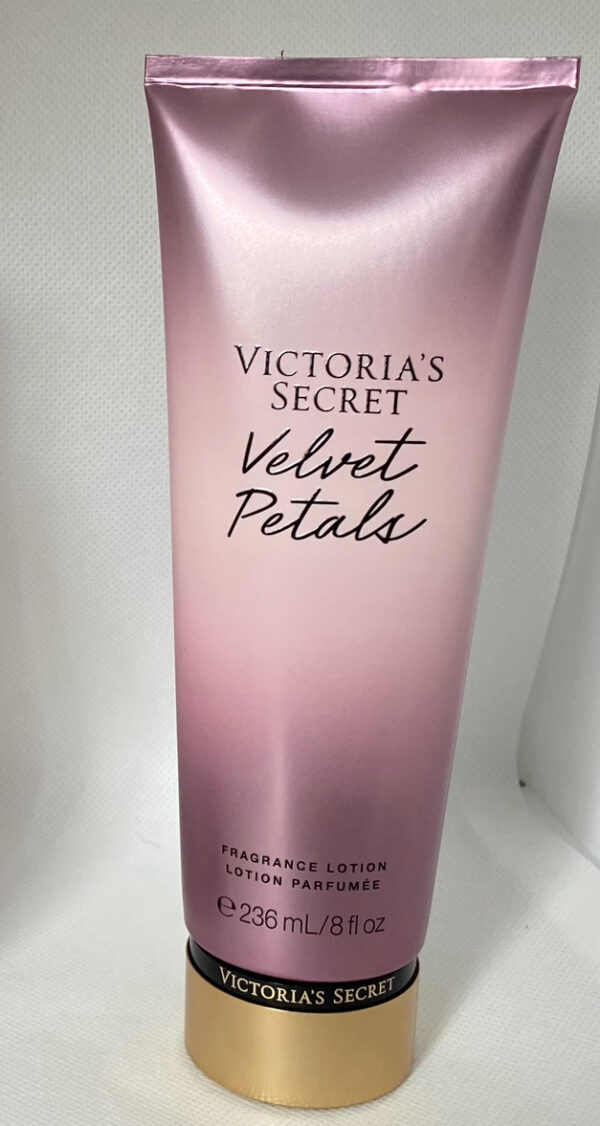 VICTORIA'S
SECRET
Velvet
Petals
FRAGRANCE LOTION
LOTION PARFUMÉE
℮ 236 mL/8 fl oz
VICTORIA'S SECRET